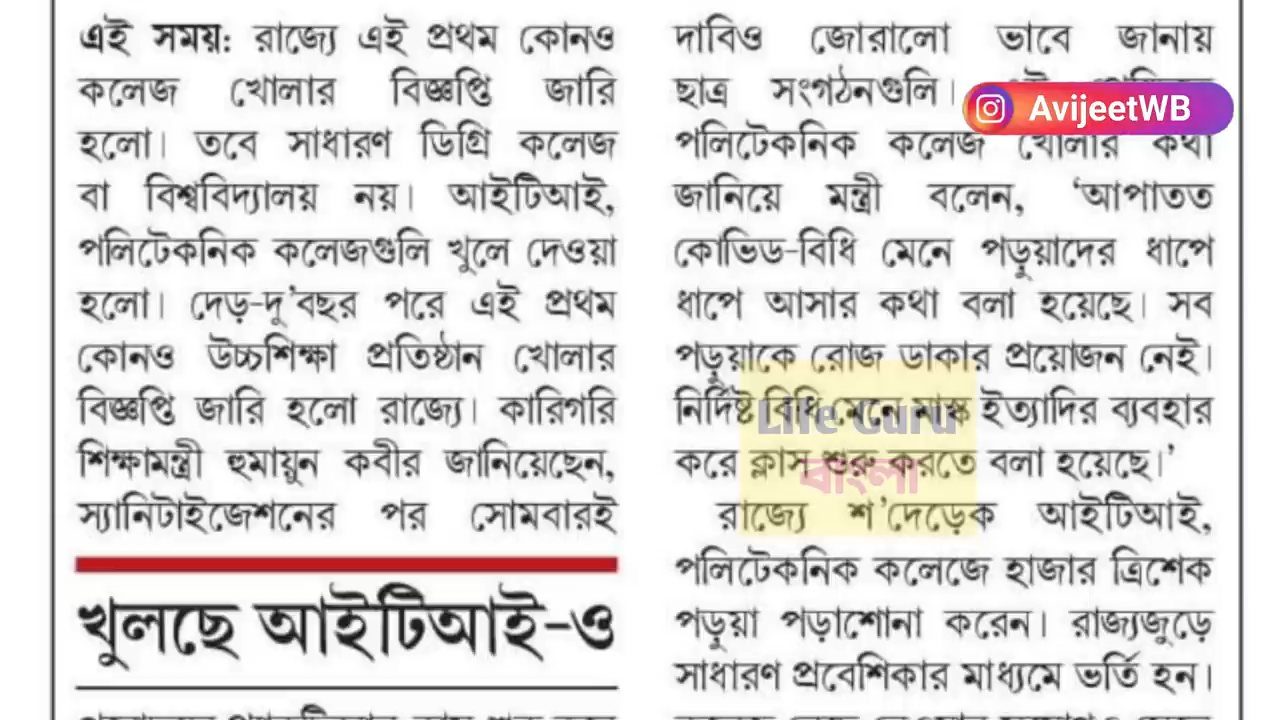 এই সময়: রাজ্যে এই প্রথম কোনও
কলেজ খোলার বিজ্ঞপ্তি জারি
হলো। তবে সাধারণ ডিগ্রি কলেজ
বা বিশ্ববিদ্যালয় নয়। আইটিআই,
পলিটেকনিক কলেজগুলি খুলে দেওয়া
হলো। দেড়-দু'বছর পরে এই প্রথম
কোনও উচ্চশিক্ষা প্রতিষ্ঠান খোলার
বিজ্ঞপ্তি জারি হলো রাজ্যে। কারিগরি
শিক্ষামন্ত্রী হুমায়ুন কবীর জানিয়েছেন,
স্যানিটাইজেশনের পর সোমবারই
খুলছে আইটিআই-ও
দাবিও জোরালো ভাবে জানায়
ছাত্র সংগঠনগুলি।
AvijeetWB
পলিটেকনিক কলেজ খোলার কথা
জানিয়ে মন্ত্রী বলেন, 'আপাতত
কোভিড-বিধি মেনে পড়ুয়াদের ধাপে
ধাপে আসার কথা বলা হয়েছে। সব
পড়ুয়াকে রোজ ডাকার প্রয়োজন নেই।
নির্দিষ্ট বিধি মেনে মাস্ক ইত্যাদির ব্যবহার
করে ক্লাস শুরু করতে বলা হয়েছে।'
Life Guru
বাংলা
রাজ্যে শ'দেড়েক আইটিআই,
পলিটেকনিক কলেজে হাজার ত্রিশেক
পড়ুয়া পড়াশোনা করেন। রাজ্যজুড়ে
সাধারণ প্রবেশিকার মাধ্যমে ভর্তি হন।